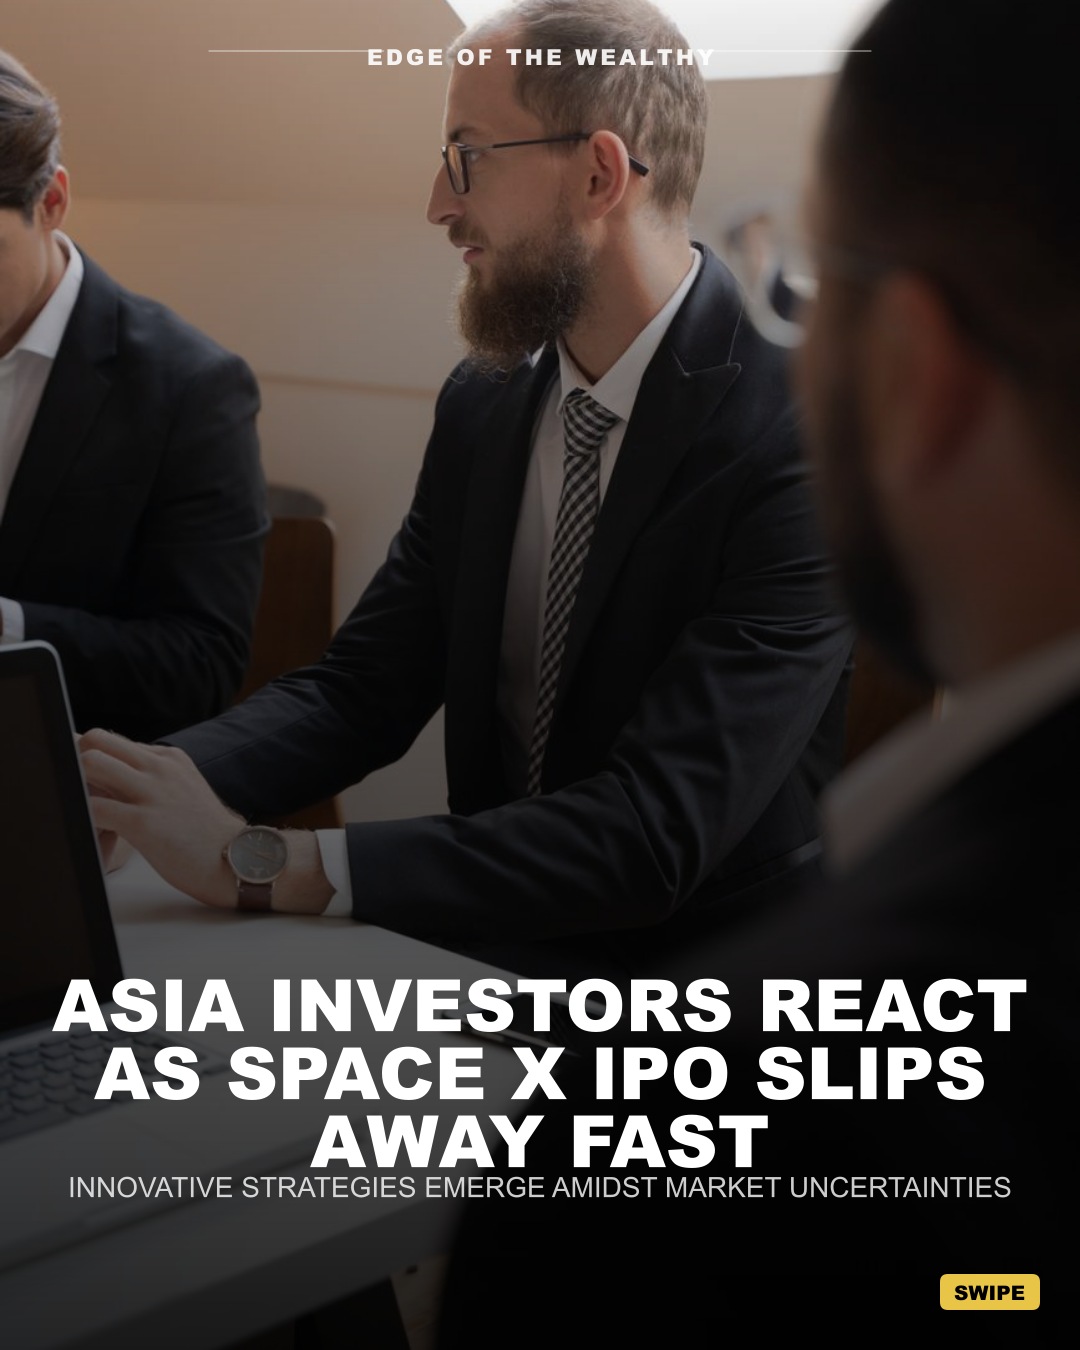 EDGE OF THE WEALTHY
ASIA INVESTORS REACT
AS SPACE X IPO SLIPS
AWAY FAST
INNOVATIVE STRATEGIES EMERGE AMIDST MARKET UNCERTAINTIES
SWIPE